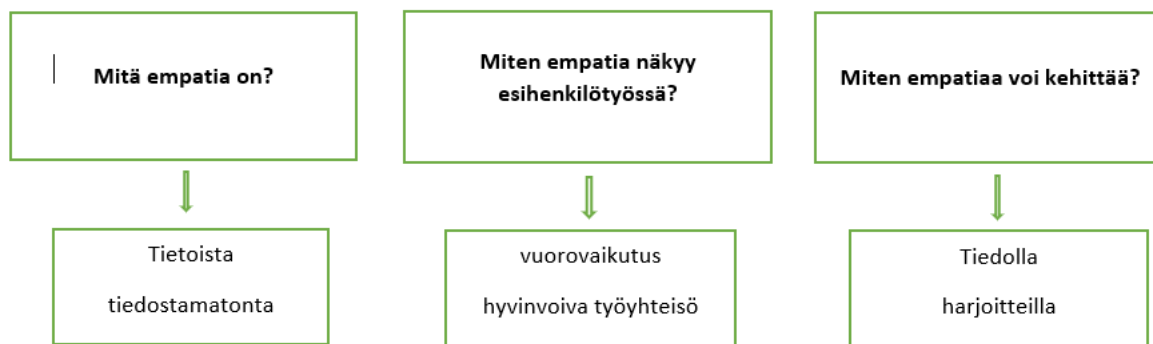 Mitä empatia on?
Miten empatia näkyy
esihenkilötyössä?
Miten empatiaa voi kehittää?
Tietoista
tiedostamatonta
vuorovaikutus
hyvinvoiva työyhteisö
Tiedolla
harjoitteilla